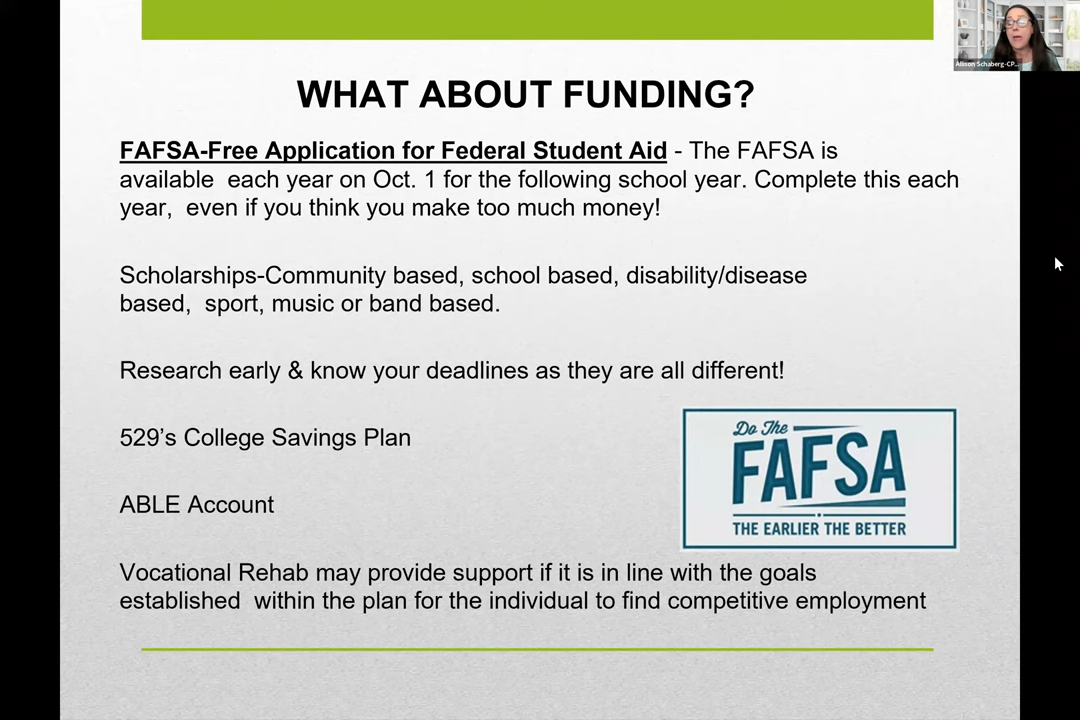 Allison Schaberg-CP...
WHAT ABOUT FUNDING?
FAFSA-Free Application for Federal Student Aid - The FAFSA is
available each year on Oct. 1 for the following school year. Complete this each
year, even if you think you make too much money!
Scholarships-Community based, school based, disability/disease
based, sport, music or band based.
Research early & know your deadlines as they are all different!
529’s College Savings Plan
ABLE Account
Do The
FAFSA
THE EARLIER THE BETTER
Vocational Rehab may provide support if it is in line with the goals
established within the plan for the individual to find competitive employment